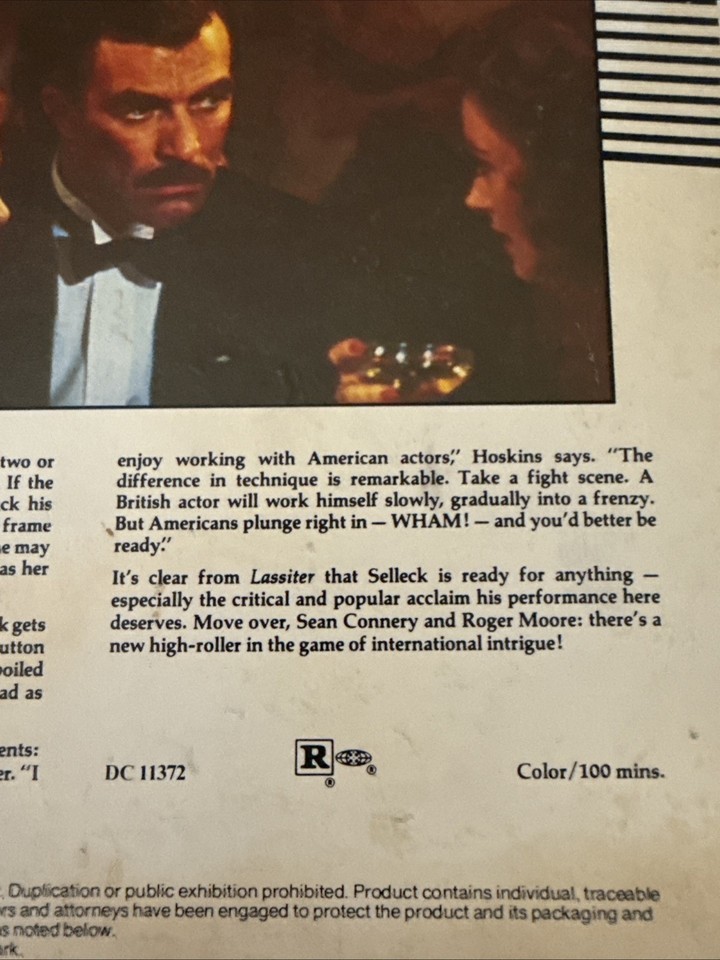 two or
If the
ck his
frame
e may
as her
k gets
utton
oiled
ad as
ents:
er. "I
enjoy working with American actors," Hoskins says. "The
difference in technique is remarkable. Take a fight scene. A
British actor will work himself slowly, gradually into a frenzy.
But Americans plunge right in — WHAM! — and you'd better be
ready."
It's clear from Lassiter that Selleck is ready for anything —
especially the critical and popular acclaim his performance here
deserves. Move over, Sean Connery and Roger Moore: there's a
new high-roller in the game of international intrigue!
DC 11372
R
®
®
Color/100 mins.
. Duplication or public exhibition prohibited. Product contains individual, traceable
rs and attorneys have been engaged to protect the product and its packaging and
s noted below.
ark.